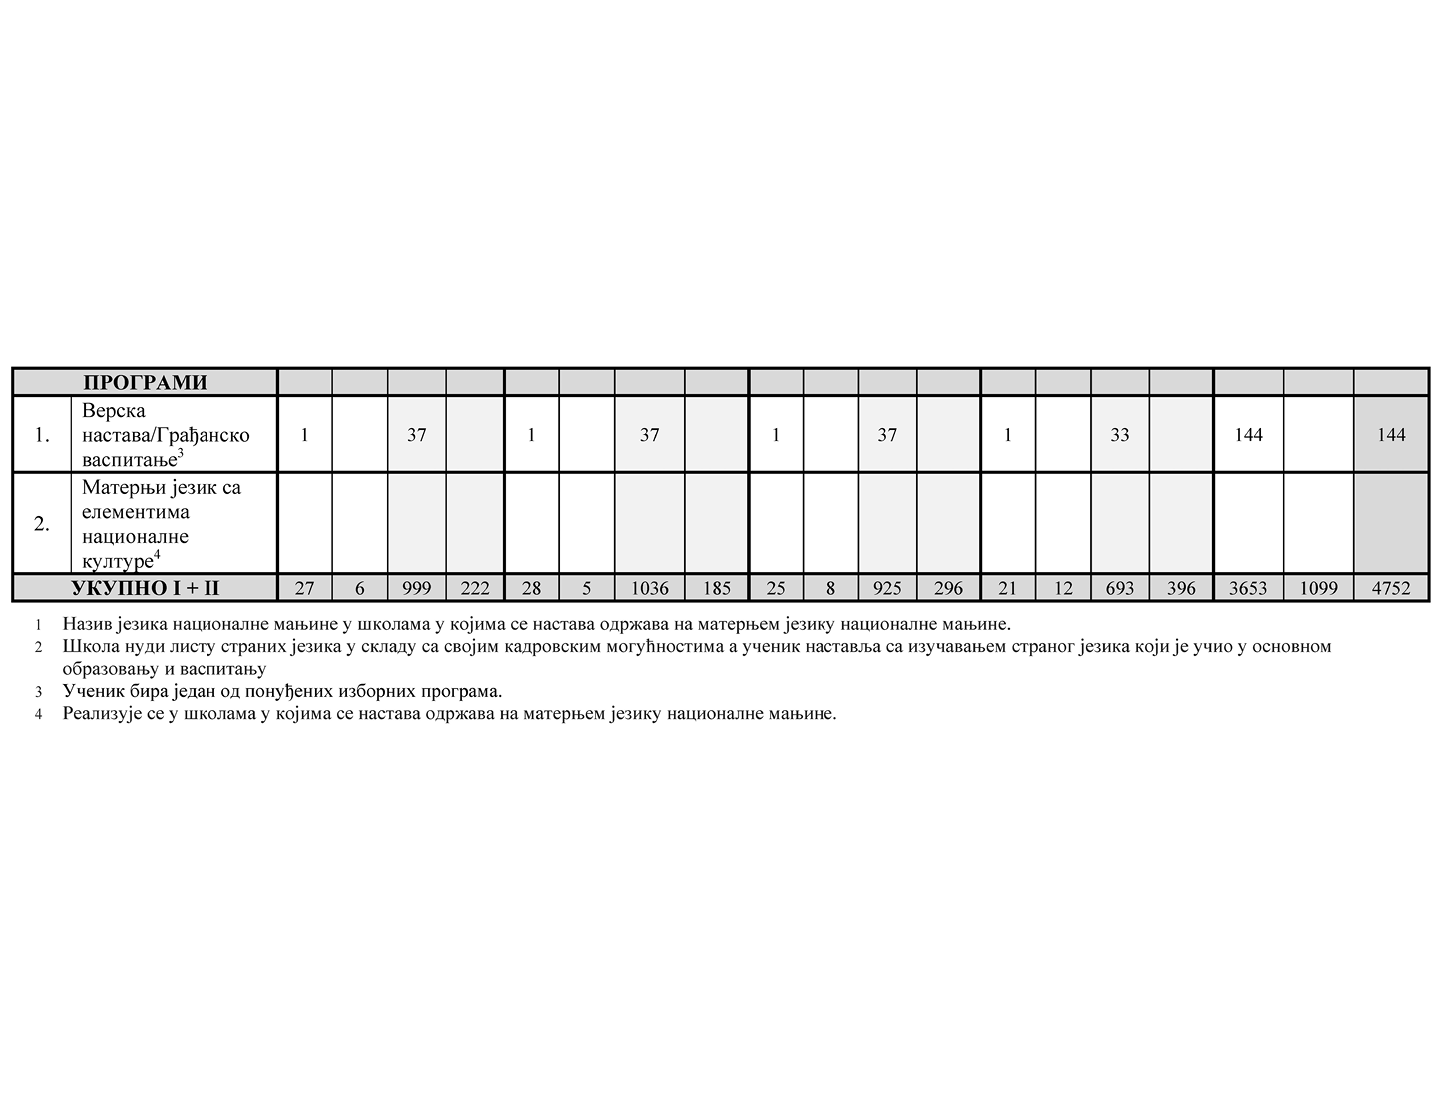 ПРОГРАМИ
1. Верска настава/Грађанско васпитање3 1 37 1 37 1 37 1 33 144 144
2. Матерњи језик са елементима националне културе4
УКУПНО I + II 27 6 999 222 28 5 1036 185 25 8 925 296 21 12 693 396 3653 1099 4752
1 Назив језика националне мањине у школама у којима се настава одржава на матерњем језику националне мањине.
2 Школа нуди листу страних језика у складу са својим кадровским могућностима а ученик наставља са изучавањем страног језика који је учио у основном
образовању и васпитању
3 Ученик бира један од понуђених изборних програма.
4 Реализује се у школама у којима се настава одржава на матерњем језику националне мањине.